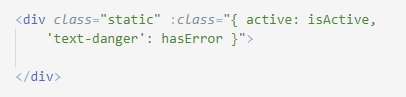 <div class="static" :class="{ active: isActive,
'text-danger': hasError }">
</div>